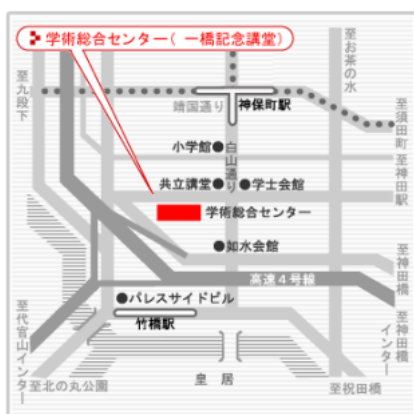 学術総合センター( 一橋記念講堂)
至お茶の水
至九段下
靖国通り
神保町駅
至須田町
小学館
白山通り
至神田駅
共立講堂
学士会館
学術総合センター
如水会館
至神田橋
高速4号線
パレスサイドビル
竹橋駅
至代官山インター
神田橋インター
皇居
至北の丸公園
至祝田橋